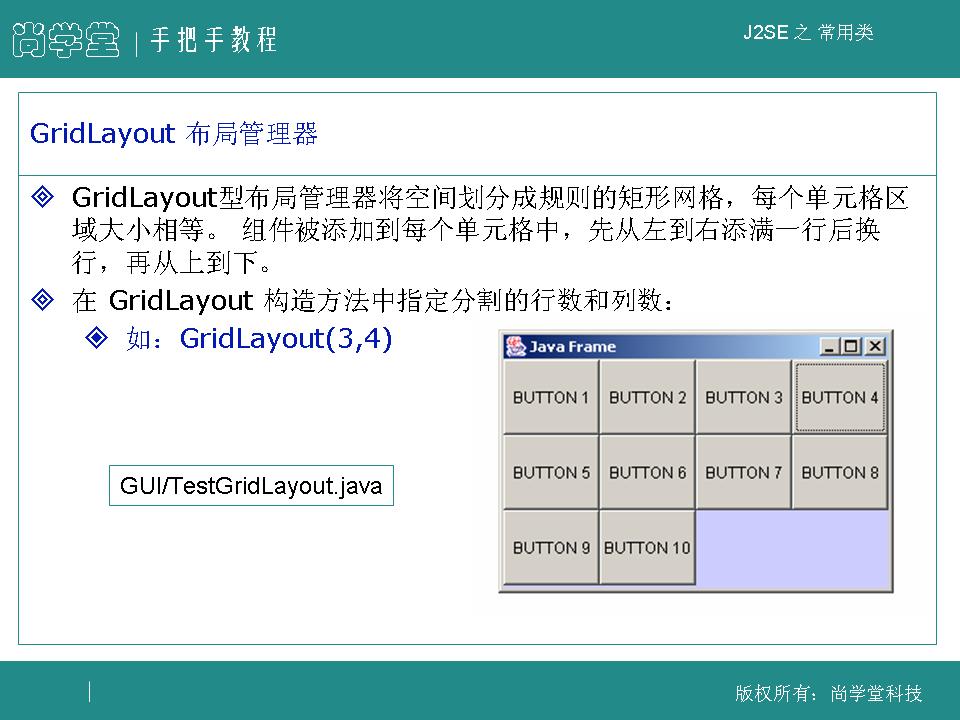 尚学堂 | 手把手教程
J2SE 之 常用类
GridLayout 布局管理器
GridLayout型布局管理器将空间划分成规则的矩形网格，每个单元格区
域大小相等。 组件被添加到每个单元格中，先从左到右添满一行后换
行，再从上到下。
在 GridLayout 构造方法中指定分割的行数和列数：
如：GridLayout(3,4)
Java Frame
BUTTON 1 BUTTON 2 BUTTON 3 BUTTON 4
BUTTON 5 BUTTON 6 BUTTON 7 BUTTON 8
BUTTON 9 BUTTON 10
GUI/TestGridLayout.java
版权所有：尚学堂科技